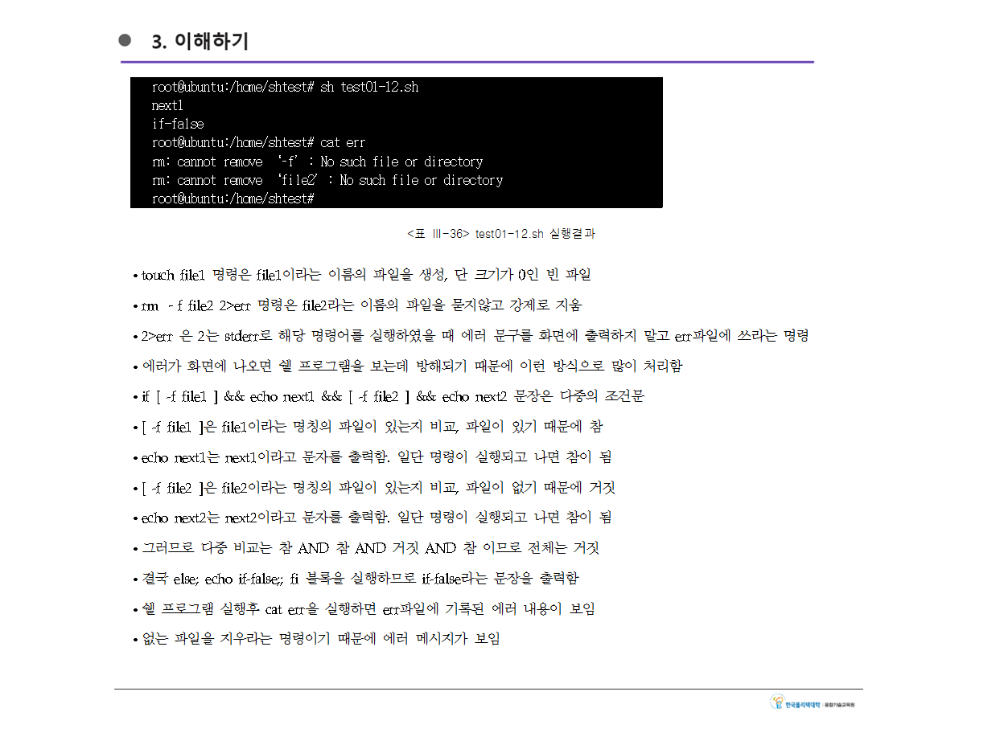 ● 3. 이해하기
root@ubuntu:/home/shtest# sh test01-12.sh
next1
if-false
root@ubuntu:/home/shtest# cat err
rm: cannot remove ‘-f’ : No such file or directory
rm: cannot remove ‘file2’ : No such file or directory
root@ubuntu:/home/shtest#
<표 Ⅲ-36> test01-12.sh 실행결과
• touch file1 명령은 file1이라는 이름의 파일을 생성, 단 크기가 0인 빈 파일
• rm -f file2 2>err 명령은 file2라는 이름의 파일을 묻지않고 강제로 지움
• 2>err 은 2는 stderr로 해당 명령어를 실행하였을 때 에러 문구를 화면에 출력하지 말고 err파일에 쓰라는 명령
• 에러가 화면에 나오면 쉘 프로그램을 보는데 방해되기 때문에 이런 방식으로 많이 처리함
• if [ -f file1 ] && echo next1 && [ -f file2 ] && echo next2 문장은 다중의 조건문
• [ -f file1 ]은 file1이라는 명칭의 파일이 있는지 비교, 파일이 있기 때문에 참
• echo next1는 next1이라고 문자를 출력함. 일단 명령이 실행되고 나면 참이 됨
• [ -f file2 ]은 file2이라는 명칭의 파일이 있는지 비교, 파일이 없기 때문에 거짓
• echo next2는 next2이라고 문자를 출력함. 일단 명령이 실행되고 나면 참이 됨
• 그러므로 다중 비교는 참 AND 참 AND 거짓 AND 참 이므로 전체는 거짓
• 결국 else; echo if-false;; fi 블록을 실행하므로 if-false라는 문장을 출력함
• 쉘 프로그램 실행후 cat err을 실행하면 err파일에 기록된 에러 내용이 보임
• 없는 파일을 지우라는 명령이기 때문에 에러 메시지가 보임
한국폴리텍대학 | 융합기술교육원